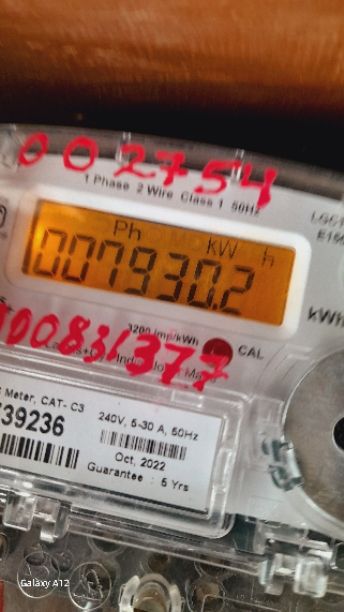 002754
1 Phase 2 Wire Class 1 50Hz
Ph kW h
007930.2
kWh
3200 imp/kWh
CAL
Meter, CAT- C3
39236
240V, 5-30 A, 50Hz
Oct, 2022
Guarantee : 5 Yrs
Galaxy A12